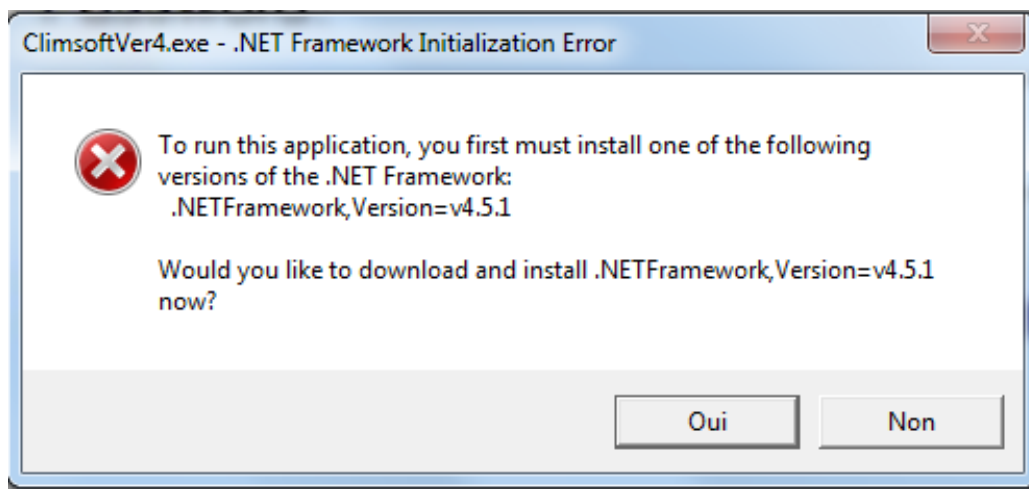 ClimsoftVer4.exe - .NET Framework Initialization Error
To run this application, you first must install one of the following
versions of the .NET Framework:
.NETFramework,Version=v4.5.1
Would you like to download and install .NETFramework,Version=v4.5.1
now?
Oui Non